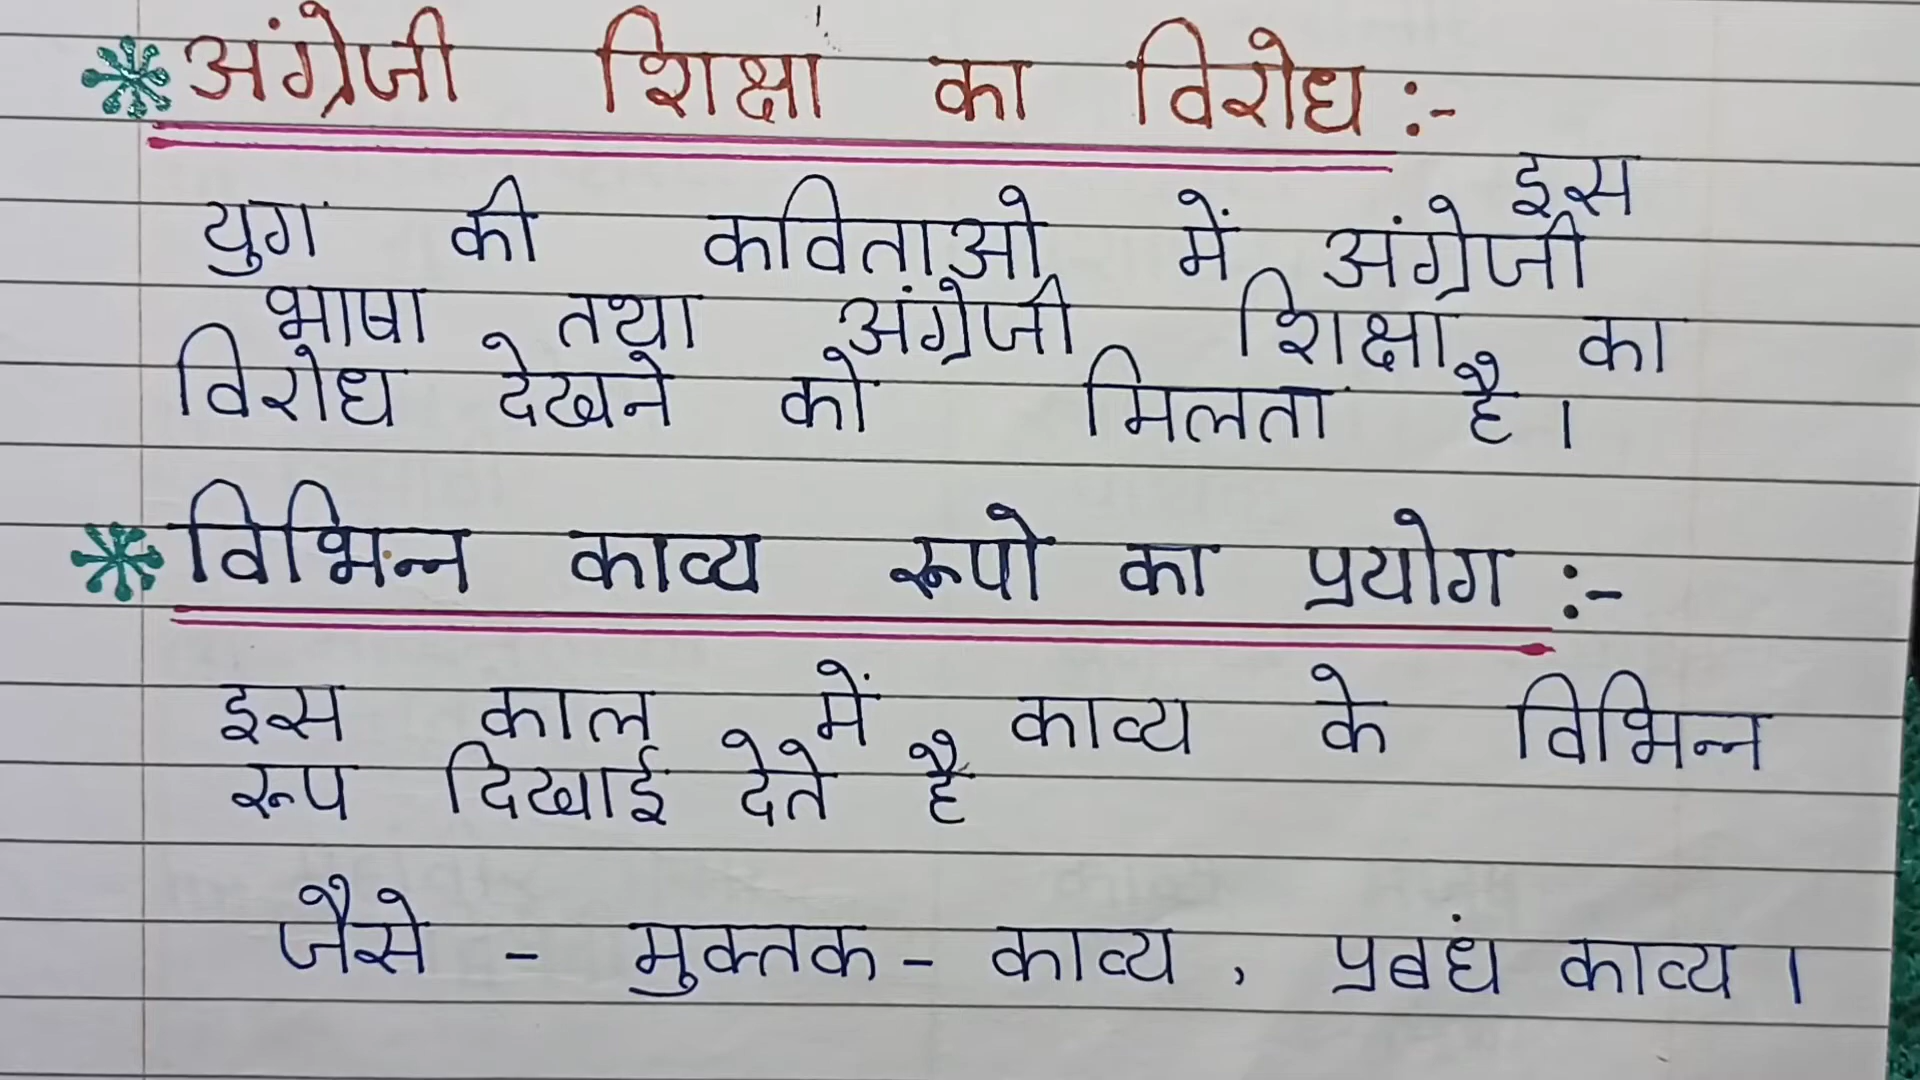 अंग्रेजी शिक्षा का विरोध :-
इस
युग की कविताओ में अंग्रेजी
भाषा तथा अंग्रेजी शिक्षा का
विरोध देखने को मिलता है ।
विभिन्न काव्य रूपो का प्रयोग :-
इस काल में काव्य के विभिन्न
रूप दिखाई देते है
जैसे - मुक्तक - काव्य , प्रबंध काव्य ।